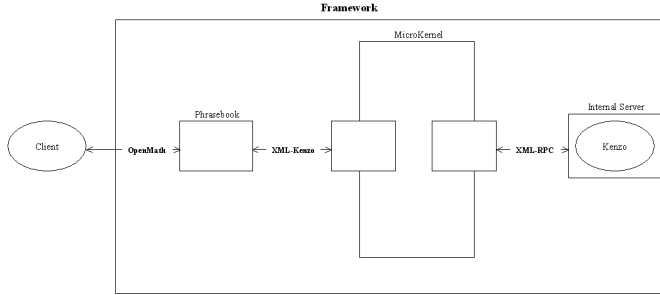 Framework
MicroKernel
Phrasebook
Internal Server
Client
OpenMath
XML-Kenzo
XML-RPC
Kenzo